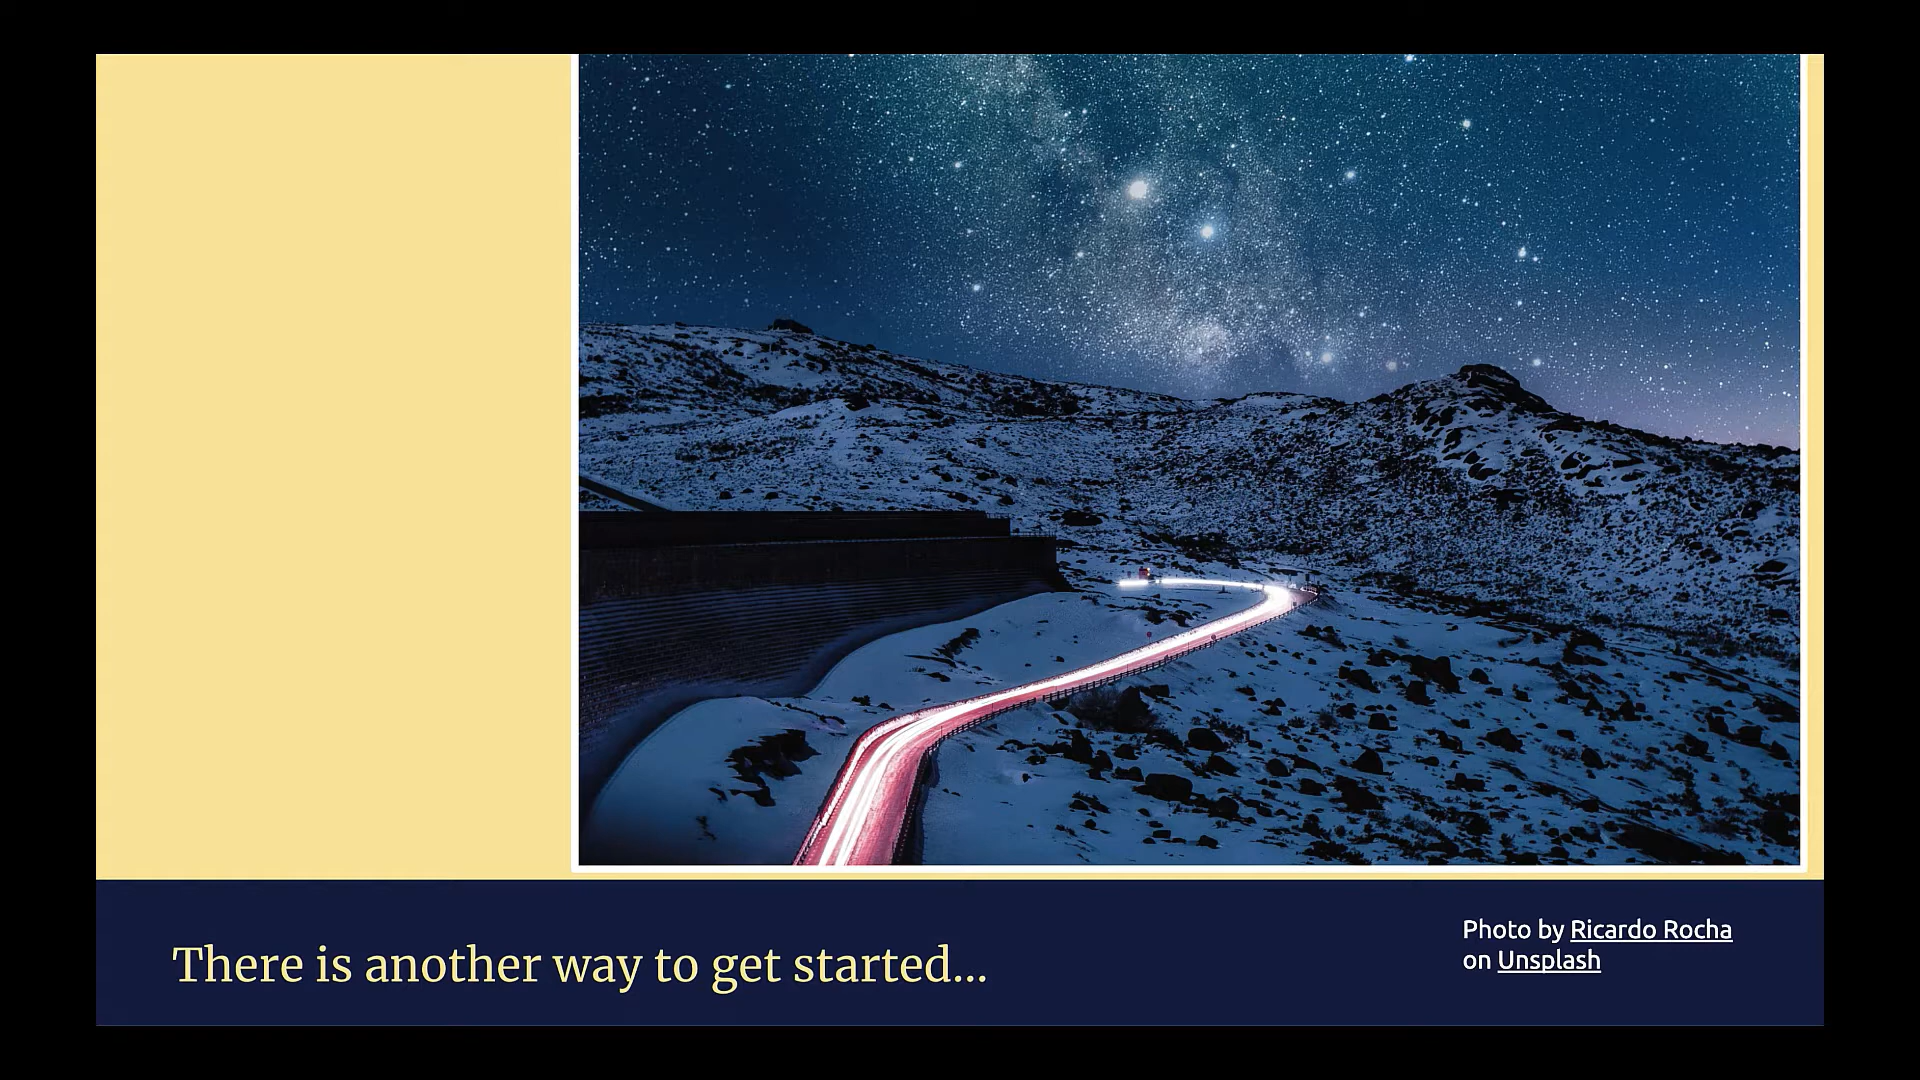 There is another way to get started...
Photo by Ricardo Rocha
on Unsplash